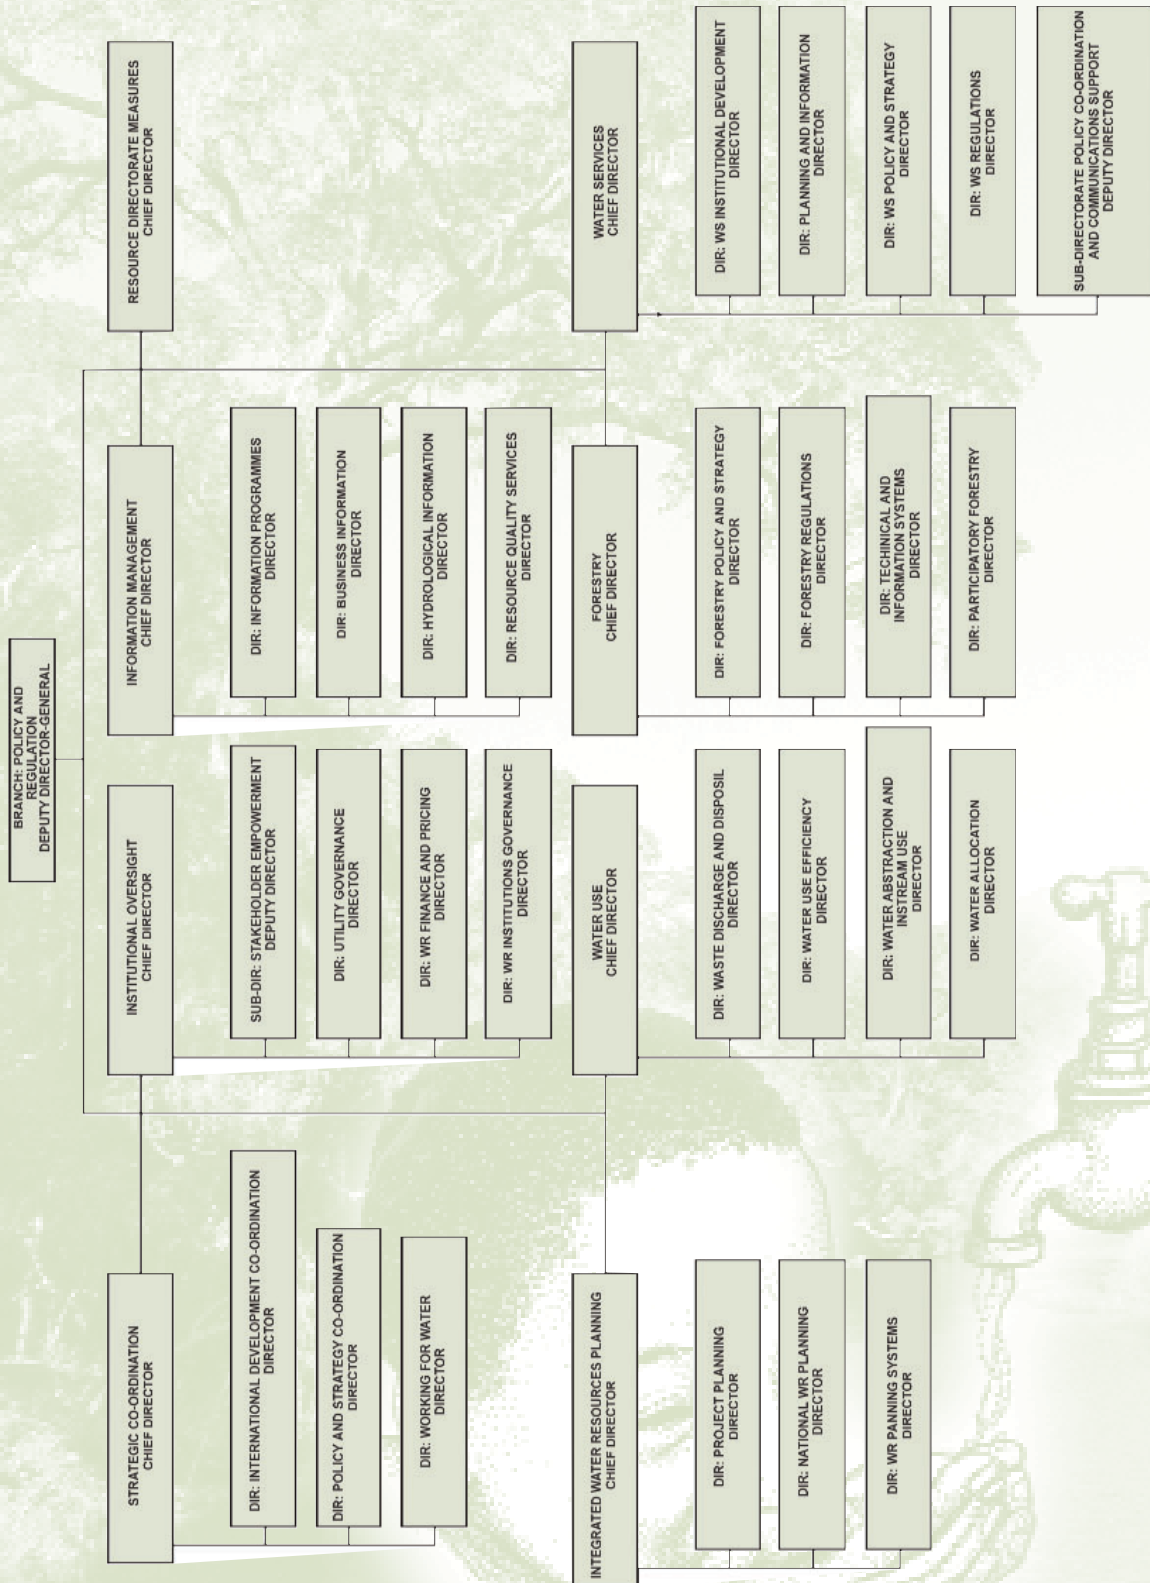 BRANCH: POLICY AND
REGULATION
DEPUTY DIRECTOR-GENERAL
STRATEGIC CO-ORDINATION
CHIEF DIRECTOR
INSTITUTIONAL OVERSIGHT
CHIEF DIRECTOR
INFORMATION MANAGEMENT
CHIEF DIRECTOR
RESOURCE DIRECTORATE MEASURES
CHIEF DIRECTOR
DIR: INTERNATIONAL DEVELOPMENT CO-ORDINATION
DIRECTOR
DIR: POLICY AND STRATEGY CO-ORDINATION
DIRECTOR
DIR: WORKING FOR WATER
DIRECTOR
SUB-DIR: STAKEHOLDER EMPOWERMENT
DEPUTY DIRECTOR
DIR: UTILITY GOVERNANCE
DIRECTOR
DIR: WR FINANCE AND PRICING
DIRECTOR
DIR: WR INSTITUTIONS GOVERNANCE
DIRECTOR
DIR: INFORMATION PROGRAMMES
DIRECTOR
DIR: BUSINESS INFORMATION
DIRECTOR
DIR: HYDROLOGICAL INFORMATION
DIRECTOR
DIR: RESOURCE QUALITY SERVICES
DIRECTOR
INTEGRATED WATER RESOURCES PLANNING
CHIEF DIRECTOR
WATER USE
CHIEF DIRECTOR
FORESTRY
CHIEF DIRECTOR
WATER SERVICES
CHIEF DIRECTOR
DIR: PROJECT PLANNING
DIRECTOR
DIR: NATIONAL WR PLANNING
DIRECTOR
DIR: WR PANNING SYSTEMS
DIRECTOR
DIR: WASTE DISCHARGE AND DISPOSIL
DIRECTOR
DIR: WATER USE EFFICIENCY
DIRECTOR
DIR: WATER ABSTRACTION AND
INSTREAM USE
DIRECTOR
DIR: WATER ALLOCATION
DIRECTOR
DIR: FORESTRY POLICY AND STRATEGY
DIRECTOR
DIR: FORESTRY REGULATIONS
DIRECTOR
DIR: TECHINICAL AND
INFORMATION SYSTEMS
DIRECTOR
DIR: PARTICIPATORY FORESTRY
DIRECTOR
DIR: WS INSTITUTIONAL DEVELOPMENT
DIRECTOR
DIR: PLANNING AND INFORMATION
DIRECTOR
DIR: WS POLICY AND STRATEGY
DIRECTOR
DIR: WS REGULATIONS
DIRECTOR
SUB-DIRECTORATE POLICY CO-ORDINATION
AND COMMUNICATIONS SUPPORT
DEPUTY DIRECTOR